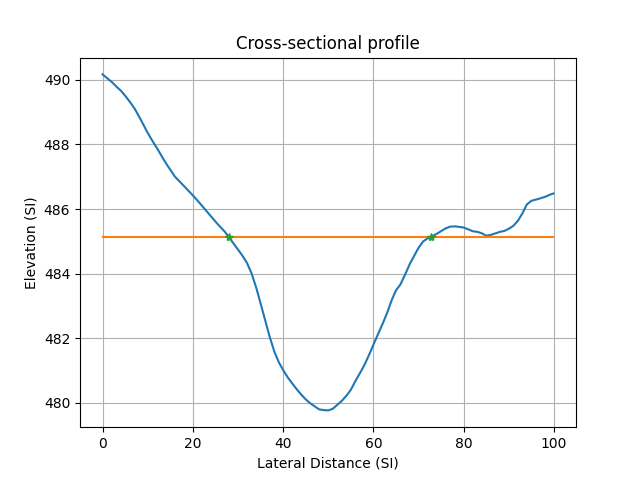 Cross-sectional profile
490
488
486
484
482
480
Elevation (SI)
0 20 40 60 80 100
Lateral Distance (SI)